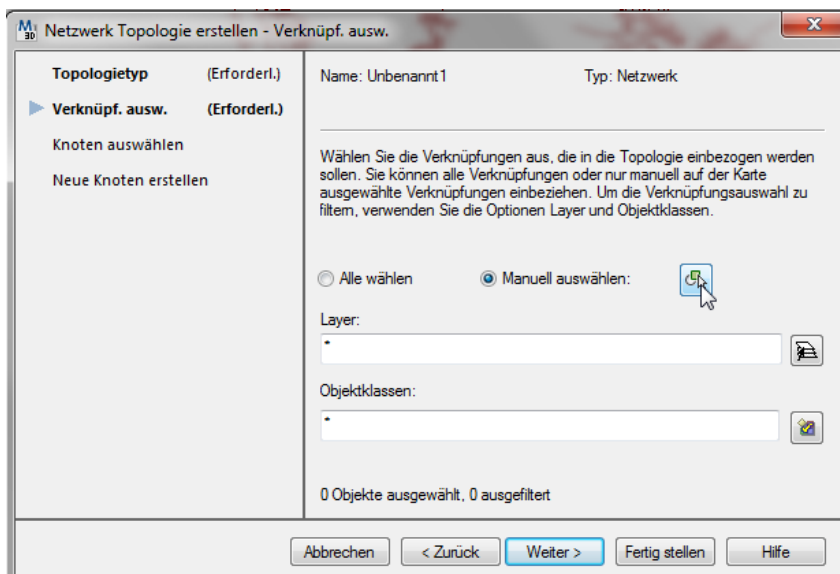 Netzwerk Topologie erstellen - Verknüpf. ausw.
Topologietyp (Erforderl.)
Verknüpf. ausw. (Erforderl.)
Knoten auswählen
Neue Knoten erstellen
Name: Unbenannt1 Typ: Netzwerk
Wählen Sie die Verknüpfungen aus, die in die Topologie einbezogen werden
sollen. Sie können alle Verknüpfungen oder nur manuell auf der Karte
ausgewählte Verknüpfungen einbeziehen. Um die Verknüpfungsauswahl zu
filtern, verwenden Sie die Optionen Layer und Objektklassen.
Alle wählen Manuell auswählen:
Layer:
*
Objektklassen:
*
0 Objekte ausgewählt, 0 ausgefiltert
Abbrechen < Zurück Weiter > Fertig stellen Hilfe